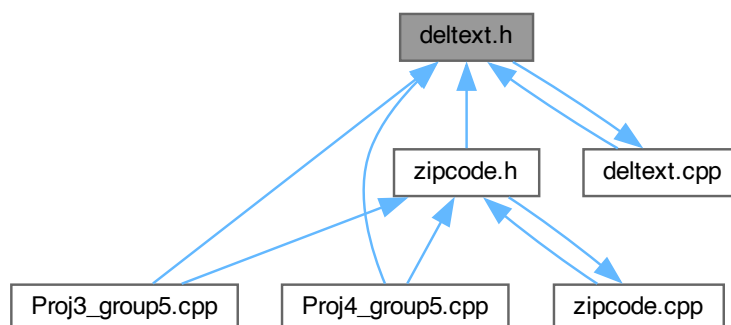 deltext.h
zipcode.h
deltext.cpp
Proj3_group5.cpp
Proj4_group5.cpp
zipcode.cpp